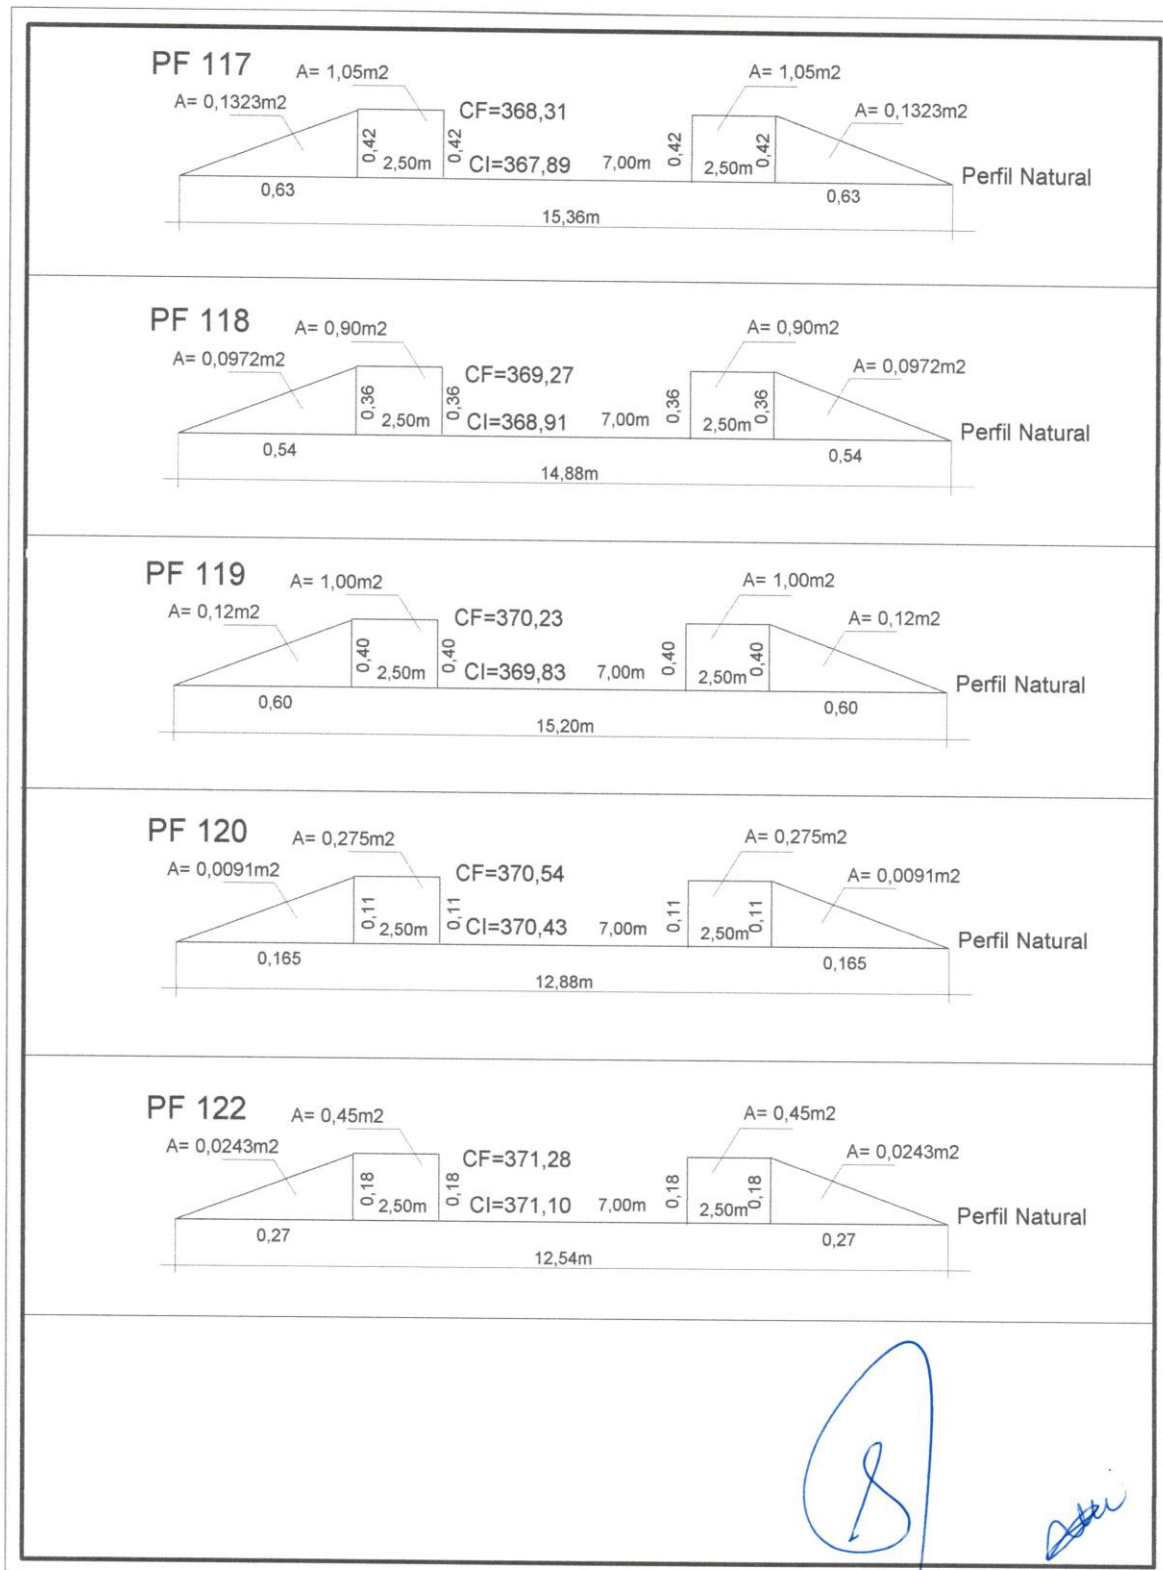 PF 117
A= 1,05m2 A= 1,05m2
A= 0,1323m2 CF=368,31 A= 0,1323m2
0,42 2,50m 0,42 CI=367,89 7,00m 0,42 2,50m 0,42 Perfil Natural
0,63 0,63
15,36m
PF 118
A= 0,90m2 A= 0,90m2
A= 0,0972m2 CF=369,27 A= 0,0972m2
0,36 2,50m 0,36 CI=368,91 7,00m 0,36 2,50m 0,36 Perfil Natural
0,54 0,54
14,88m
PF 119
A= 1,00m2 A= 1,00m2
A= 0,12m2 CF=370,23 A= 0,12m2
0,40 2,50m 0,40 CI=369,83 7,00m 0,40 2,50m 0,40 Perfil Natural
0,60 0,60
15,20m
PF 120
A= 0,275m2 A= 0,275m2
A= 0,0091m2 CF=370,54 A= 0,0091m2
0,11 2,50m 0,11 CI=370,43 7,00m 0,11 2,50m 0,11 Perfil Natural
0,165 0,165
12,88m
PF 122
A= 0,45m2 A= 0,45m2
A= 0,0243m2 CF=371,28 A= 0,0243m2
0,18 2,50m 0,18 CI=371,10 7,00m 0,18 2,50m 0,18 Perfil Natural
0,27 0,27
12,54m